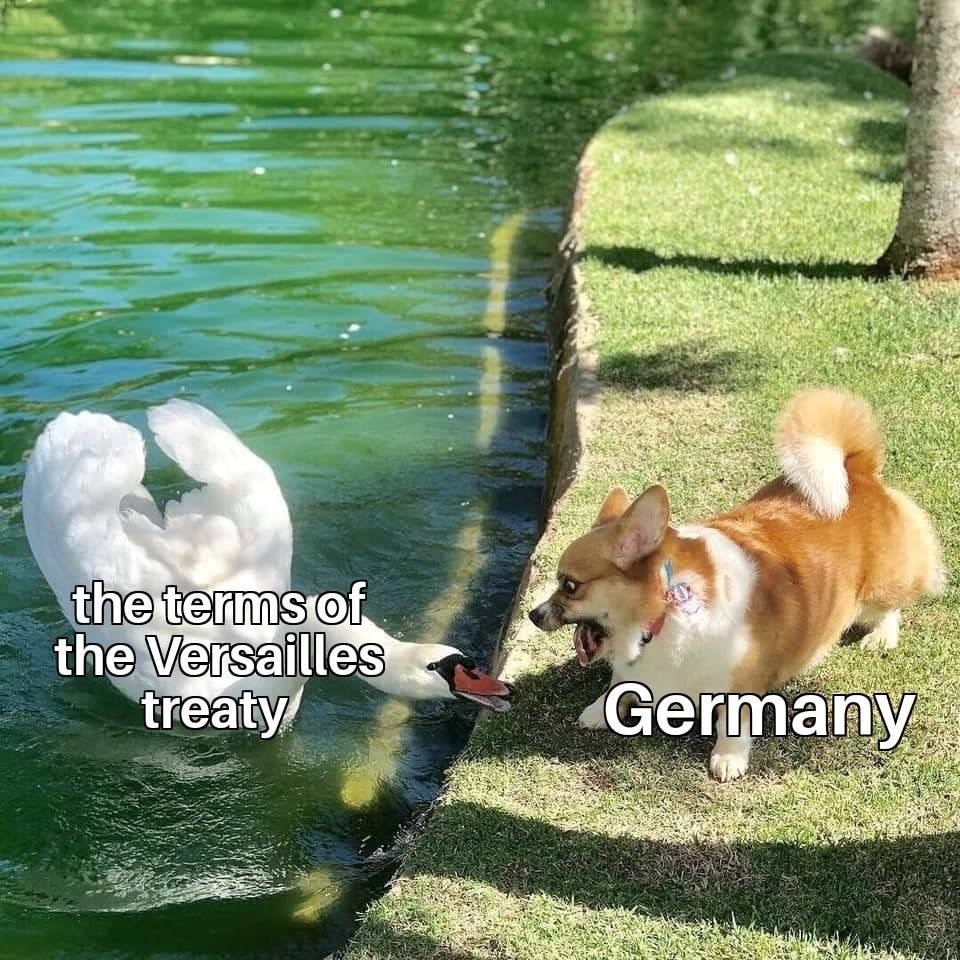 the terms of
the Versailles
treaty
Germany